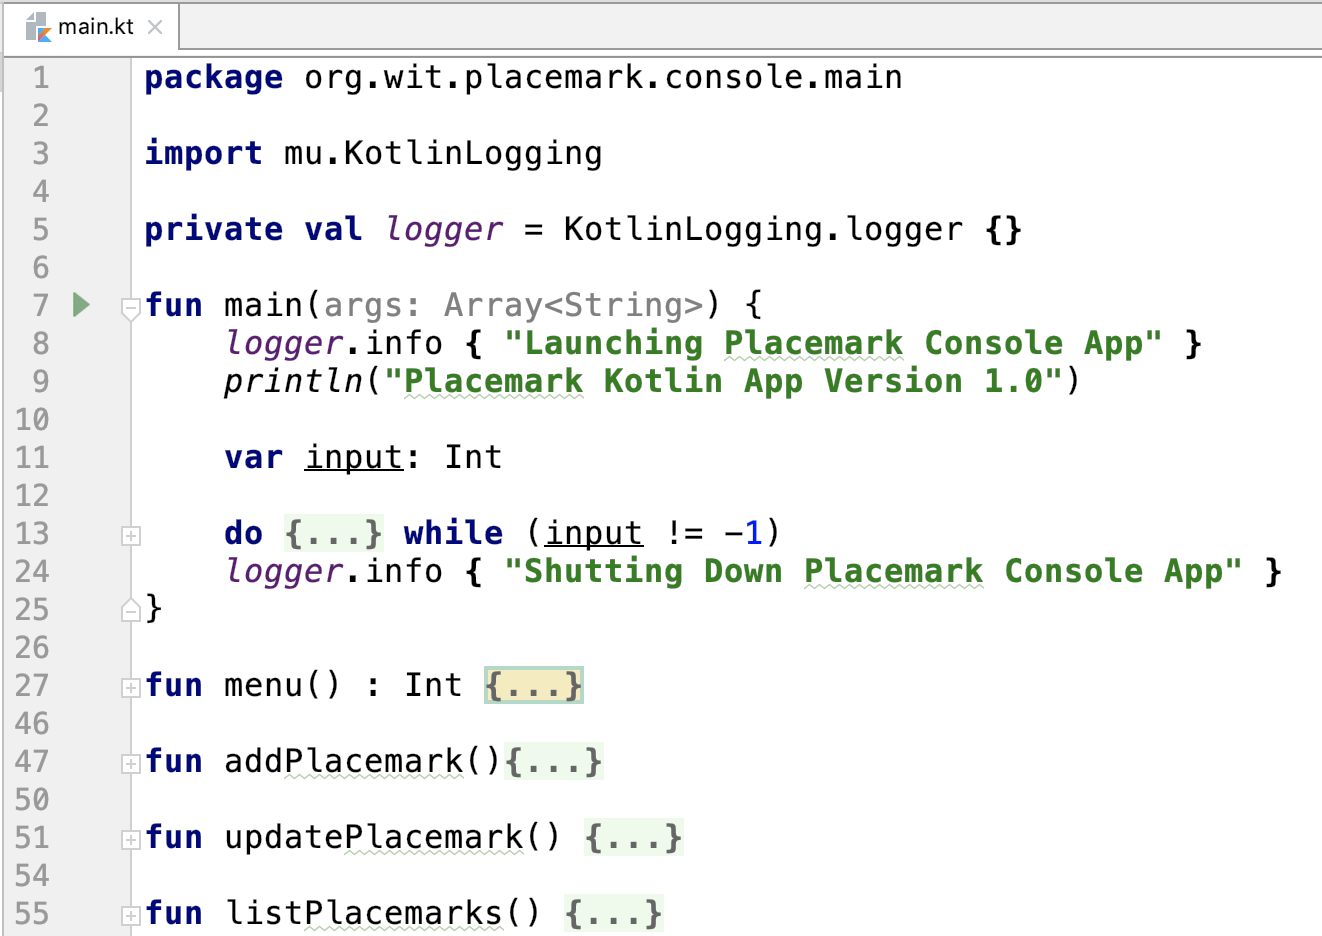 main.kt
1 package org.wit.placemark.console.main
2
3 import mu.KotlinLogging
4
5 private val logger = KotlinLogging.logger {}
6
7 fun main(args: Array<String>) {
8 logger.info { "Launching Placemark Console App" }
9 println("Placemark Kotlin App Version 1.0")
10
11 var input: Int
12
13 do {...} while (input != -1)
24 logger.info { "Shutting Down Placemark Console App" }
25 }
26
27 fun menu() : Int {...}
46
47 fun addPlacemark(){...}
50
51 fun updatePlacemark() {...}
54
55 fun listPlacemarks() {...}